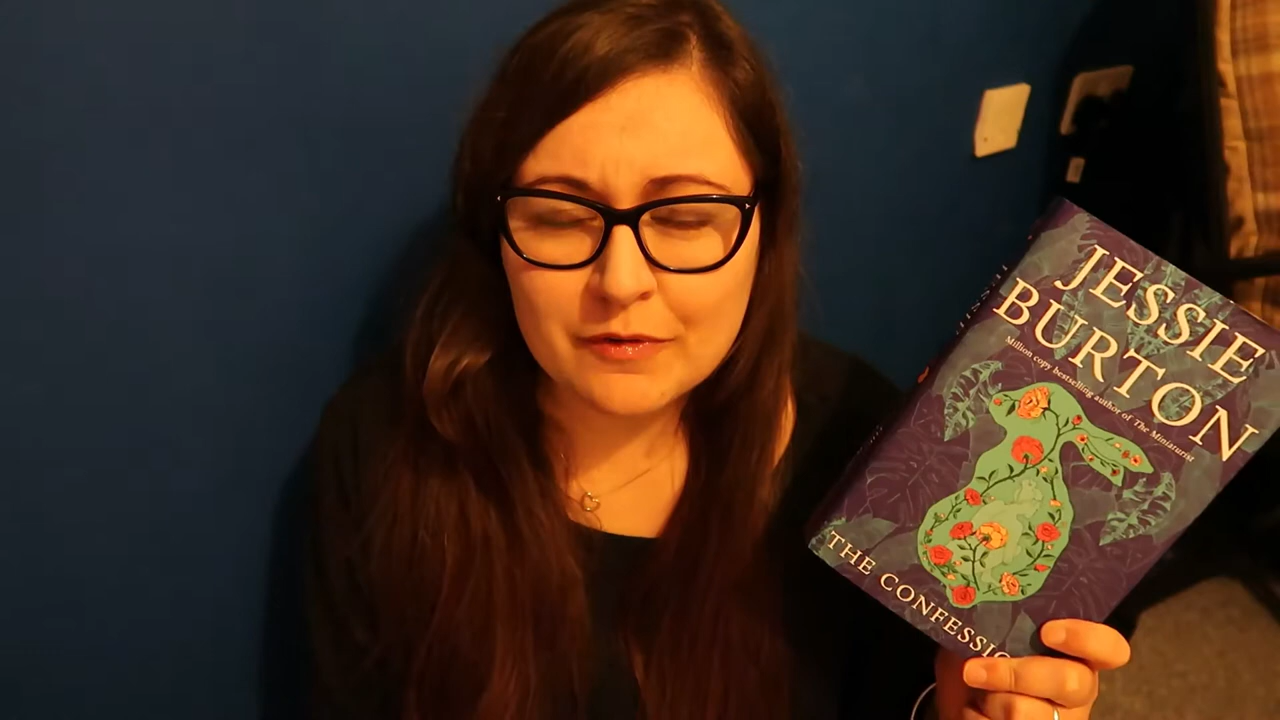 JESSIE
BURTON
Million copy bestselling author of The Miniaturist
THE CONFESSIO